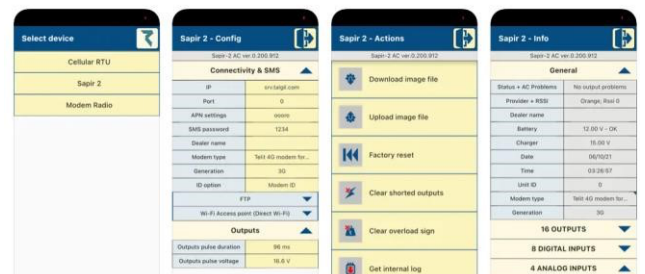 Select device
Cellular RTU
Sapir 2
Modem Radio
Sapir 2 - Config
Sapir-2 AC ver.0.200.912
Connectivity & SMS
IP srv.talgil.com
Port 0
APN settings
SMS password 1234
Dealer name
Modem type Telit 4G modem for...
Generation 3G
ID option Modem ID
FTP
Wi-Fi Access point (Direct Wi-Fi)
Outputs
Outputs pulse duration 96 ms
Outputs pulse voltage 16.6 V
Sapir 2 - Actions
Sapir-2 AC ver.0.200.912
Download image file
Upload image file
Factory reset
Clear shorted outputs
Clear overload sign
Get internal log
Sapir 2 - Info
Sapir-2 AC ver.0.200.912
General
Status + AC Problems No output problems
Provider + RSSI Orange, Rssi 0
Dealer name
Battery 12.00 V - OK
Charger 15.00 V
Date 06/10/21
Time 03:28:57
Unit ID 0
Modem type Telit 4G modem for...
Generation 3G
16 OUTPUTS
8 DIGITAL INPUTS
4 ANALOG INPUTS